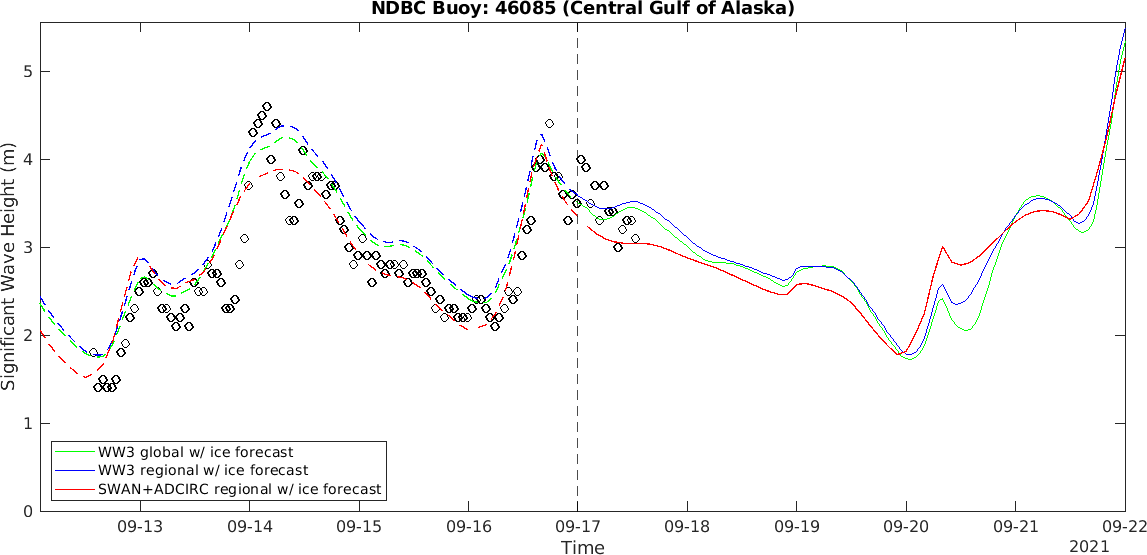 NDBC Buoy: 46085 (Central Gulf of Alaska)
Significant Wave Height (m)
5
4
3
2
1
0
WW3 global w/ ice forecast
WW3 regional w/ ice forecast
SWAN+ADCIRC regional w/ ice forecast
09-13 09-14 09-15 09-16 09-17 09-18 09-19 09-20 09-21 09-22
Time
2021